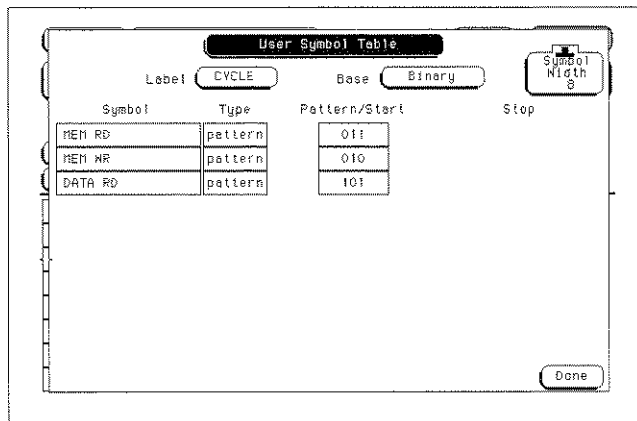 User Symbol Table
Label CYCLE Base Binary
Symbol Width 8
Symbol Type Pattern/Start Stop
MEM RD pattern 011
MEM WR pattern 010
DATA RD pattern 101
Done